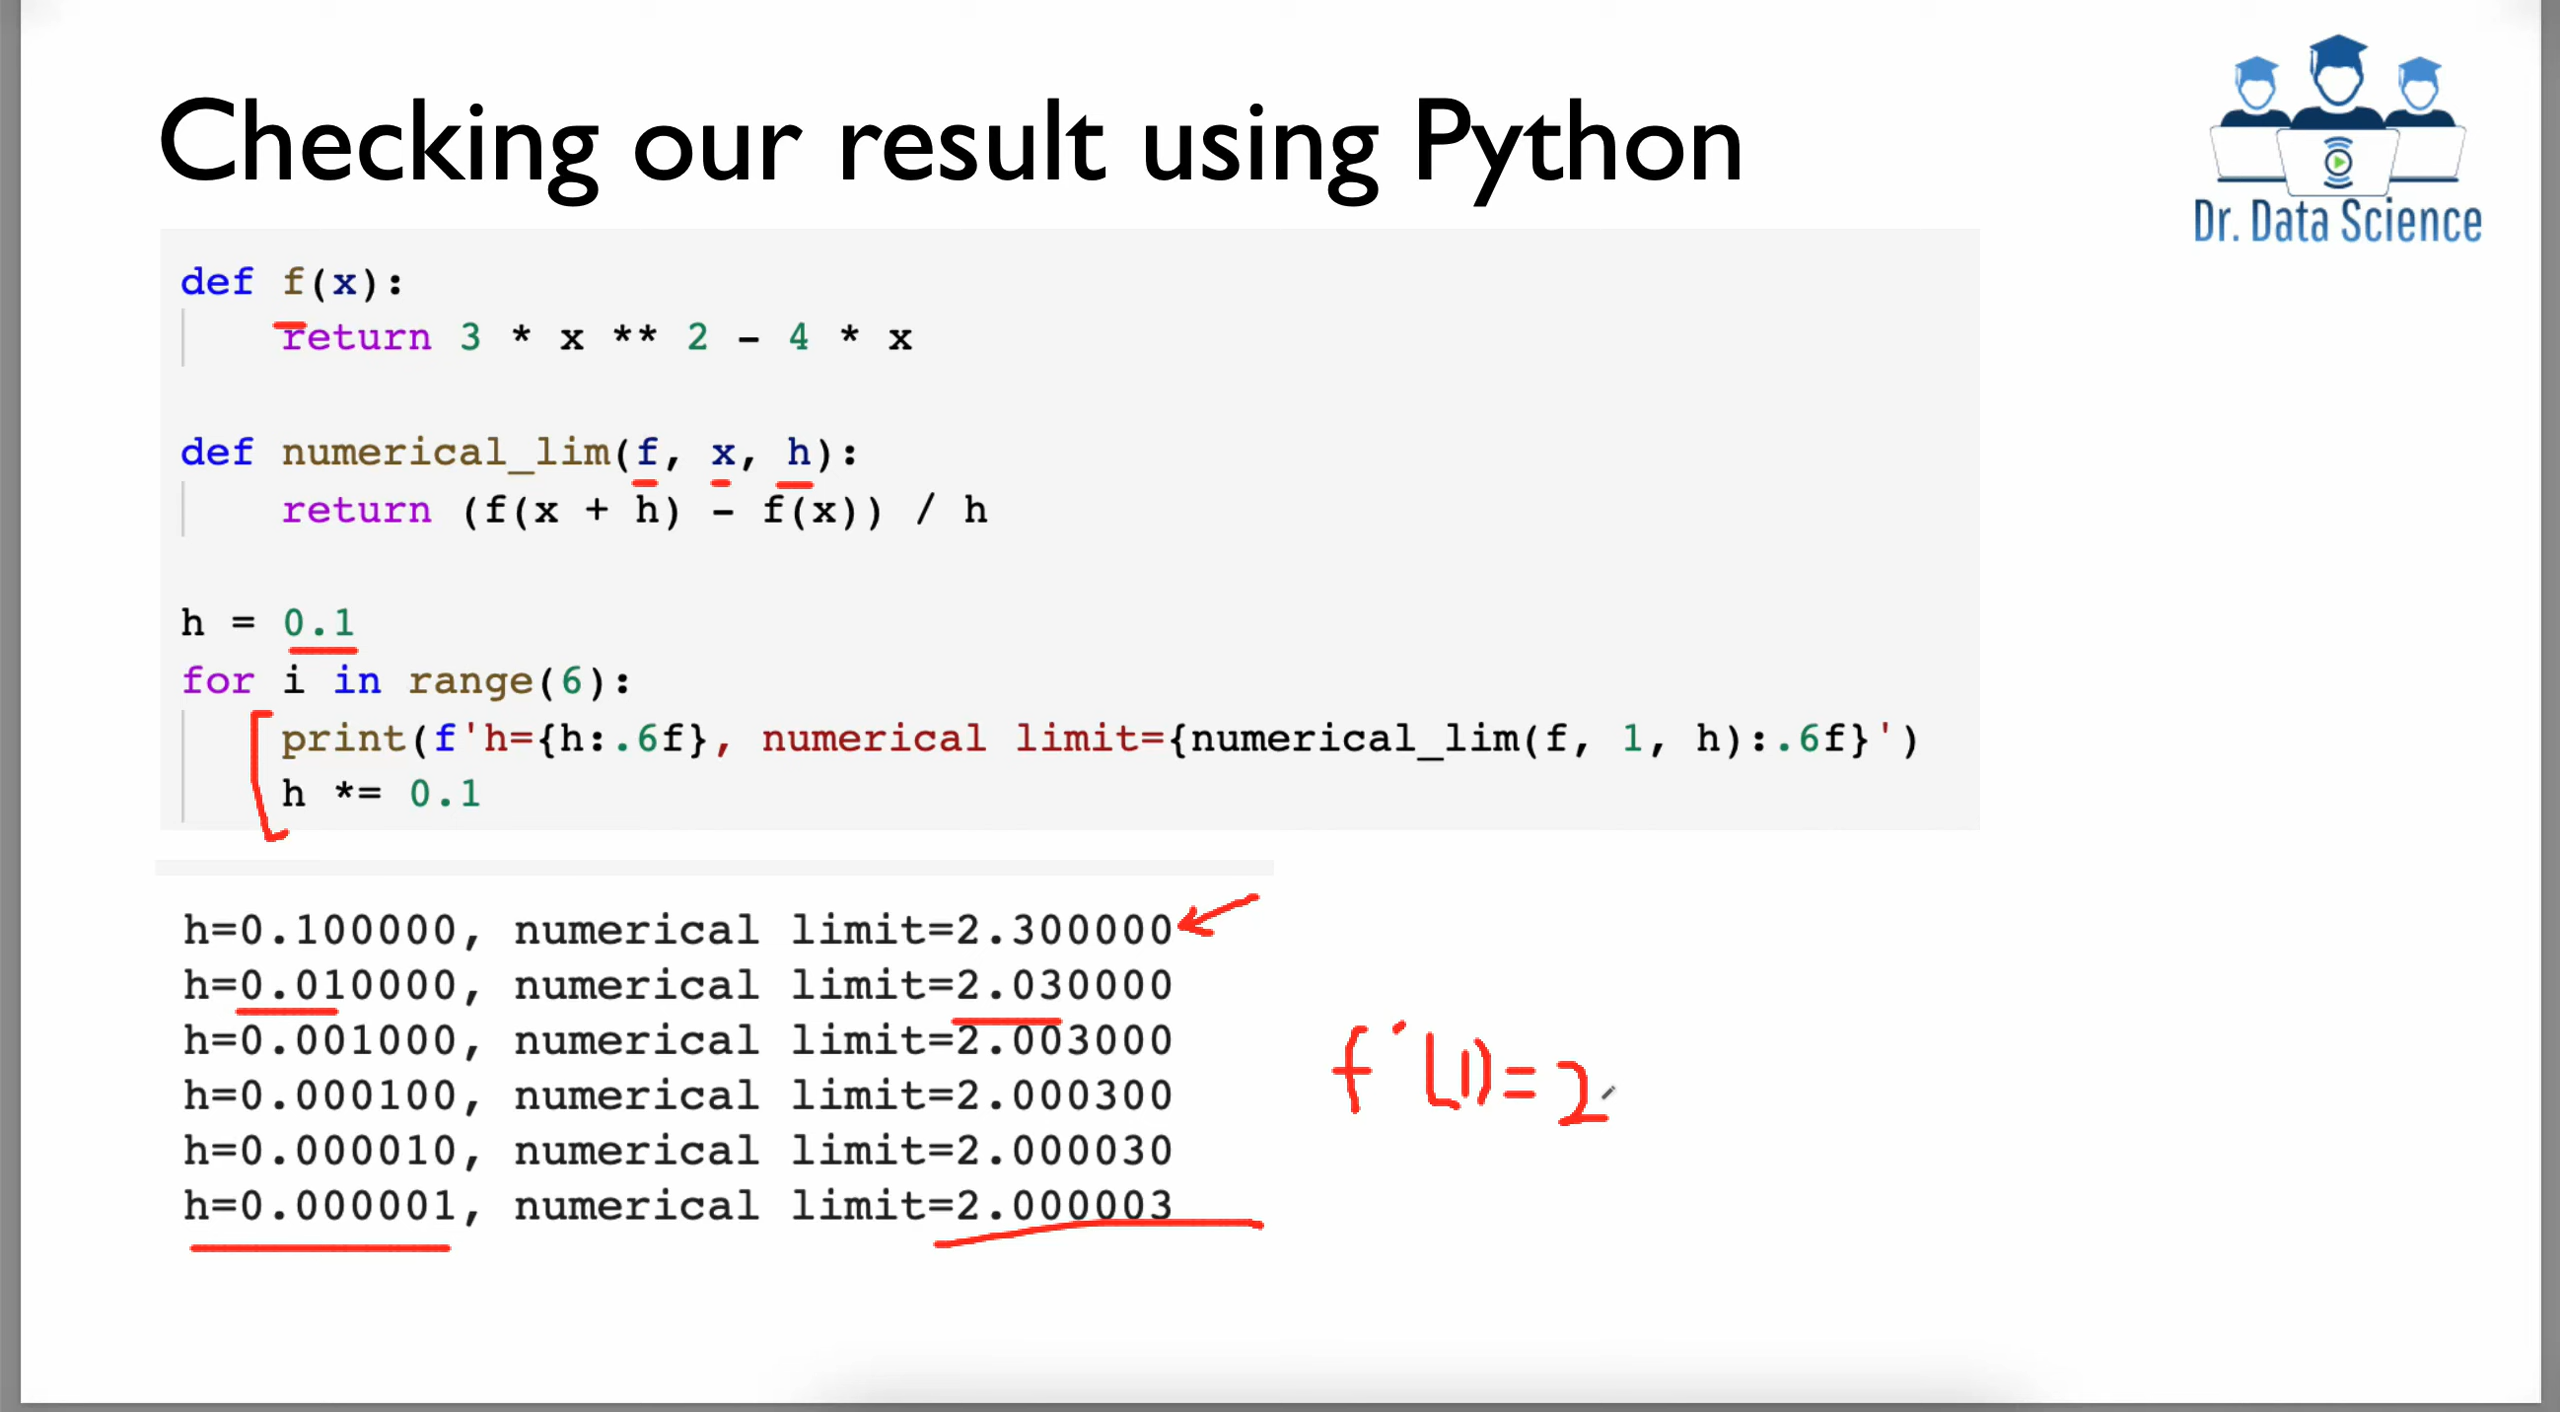 Checking our result using Python
Dr. Data Science
def f(x):
    return 3 * x ** 2 - 4 * x
def numerical_lim(f, x, h):
    return (f(x + h) - f(x)) / h
h = 0.1
for i in range(6):
    print(f'h={h:.6f}, numerical limit={numerical_lim(f, 1, h):.6f}')
    h *= 0.1
h=0.100000, numerical limit=2.300000
h=0.010000, numerical limit=2.030000
h=0.001000, numerical limit=2.003000
h=0.000100, numerical limit=2.000300
h=0.000010, numerical limit=2.000030
h=0.000001, numerical limit=2.000003
f'(1)=2